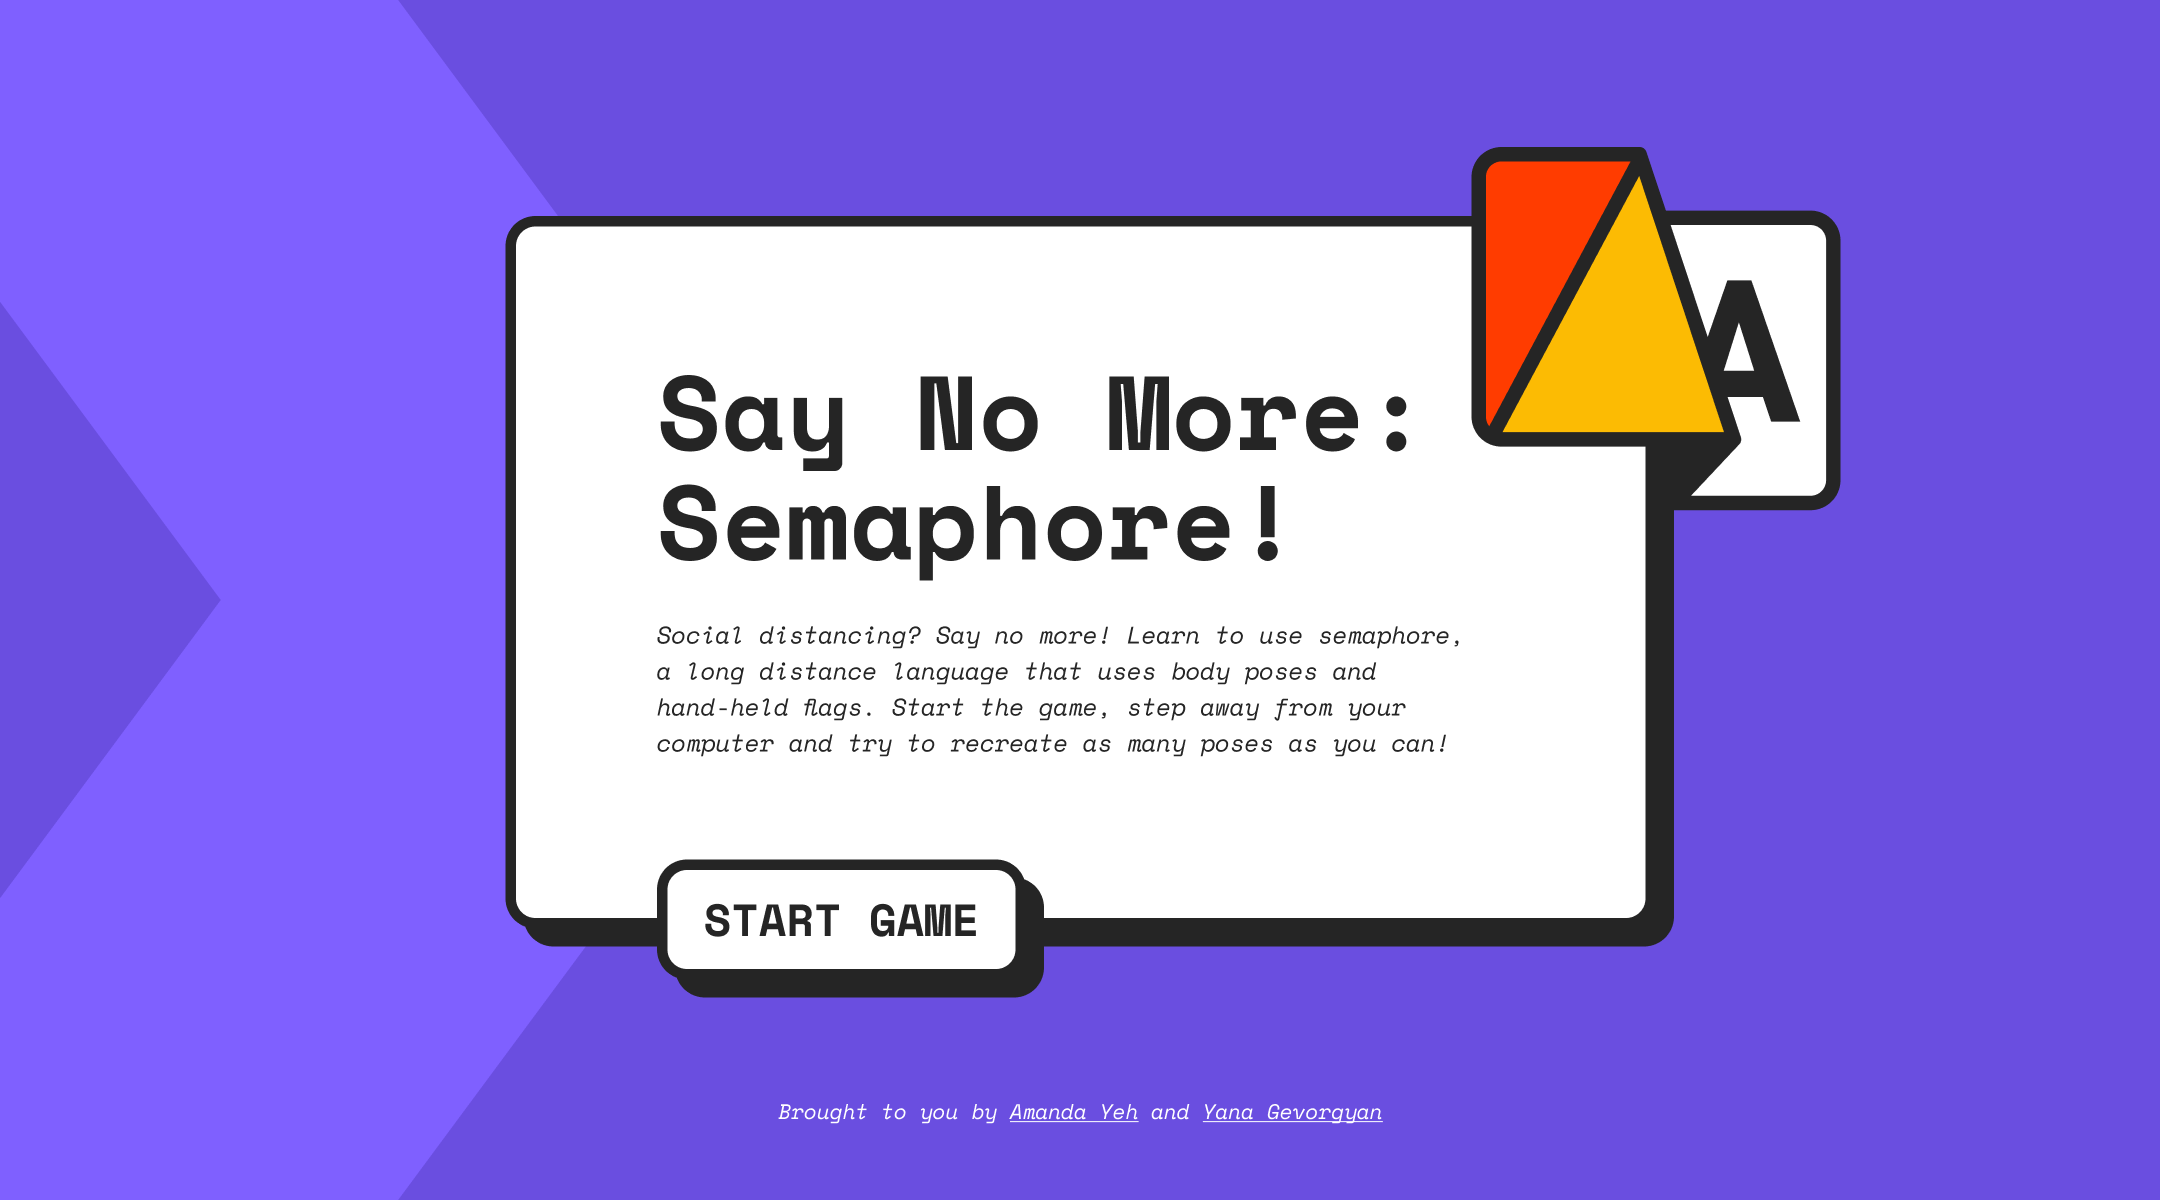 A
Say No More:
Semaphore!
Social distancing? Say no more! Learn to use semaphore,
a long distance language that uses body poses and
hand-held flags. Start the game, step away from your
computer and try to recreate as many poses as you can!
START GAME
Brought to you by Amanda Yeh and Yana Gevorgyan